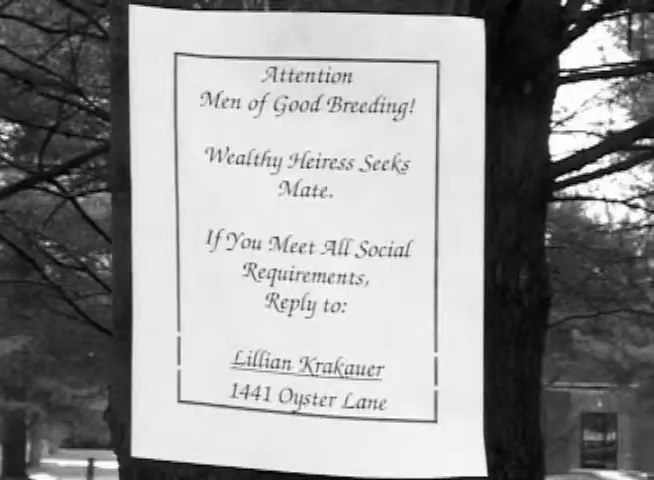 Attention
Men of Good Breeding!
Wealthy Heiress Seeks
Mate.
If You Meet All Social
Requirements,
Reply to:
Lillian Krakauer
1441 Oyster Lane